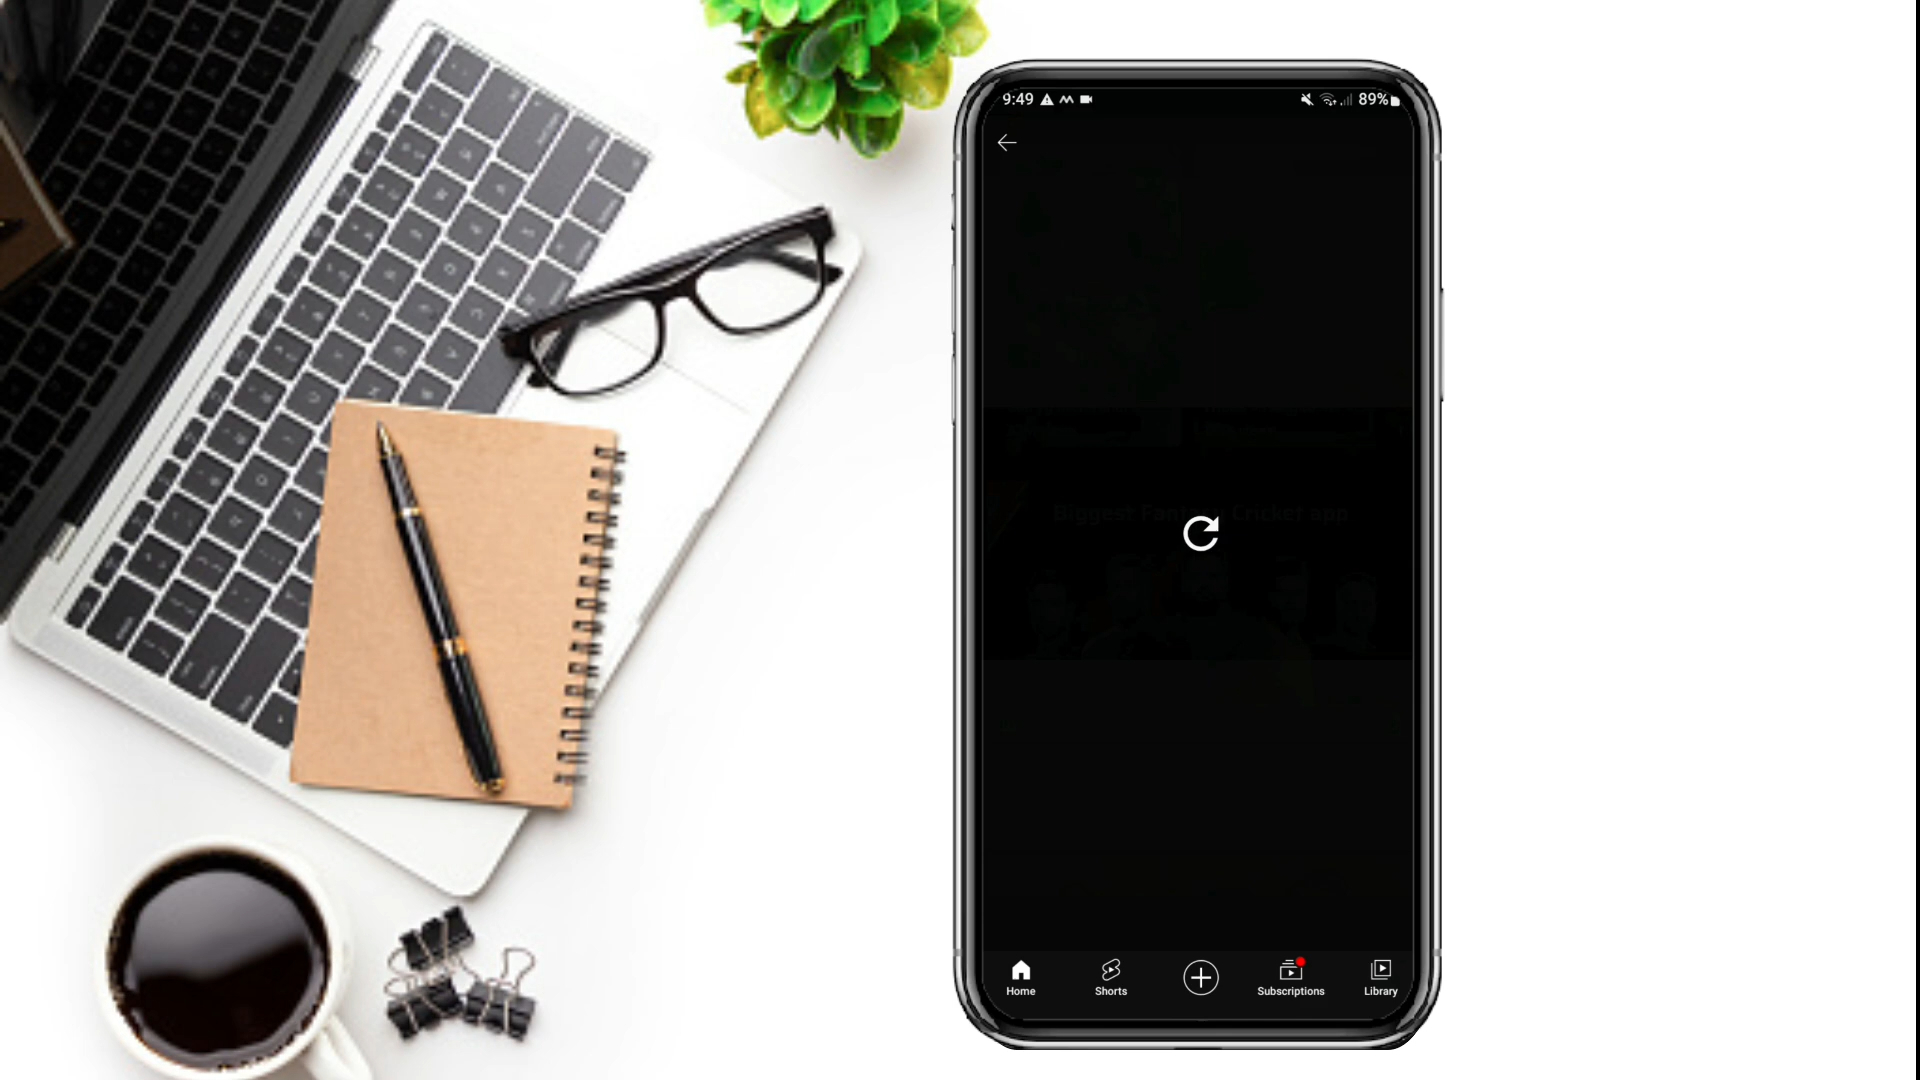 9:49
89%
Biggest Fantasy Cricket app
Home
Shorts
Subscriptions
Library